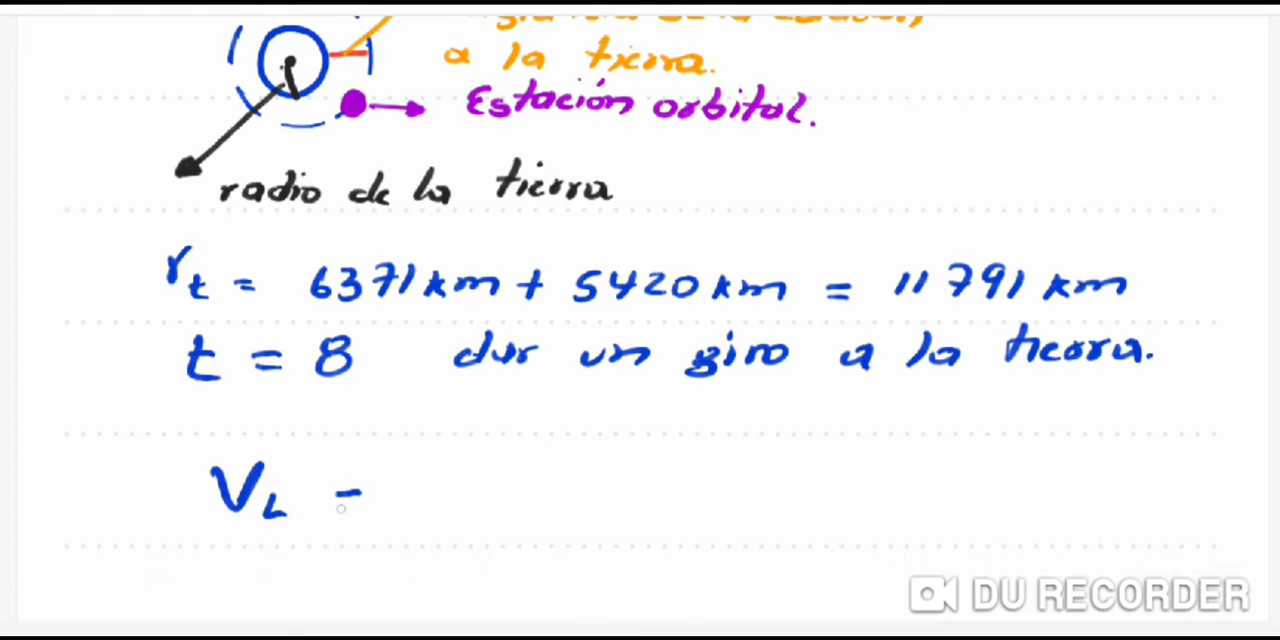 a la tierra.
Estación orbital.
radio de la tierra
rt = 6371 km + 5420 km = 11791 km
t = 8 dar un giro a la tierra.
VL =
DU RECORDER